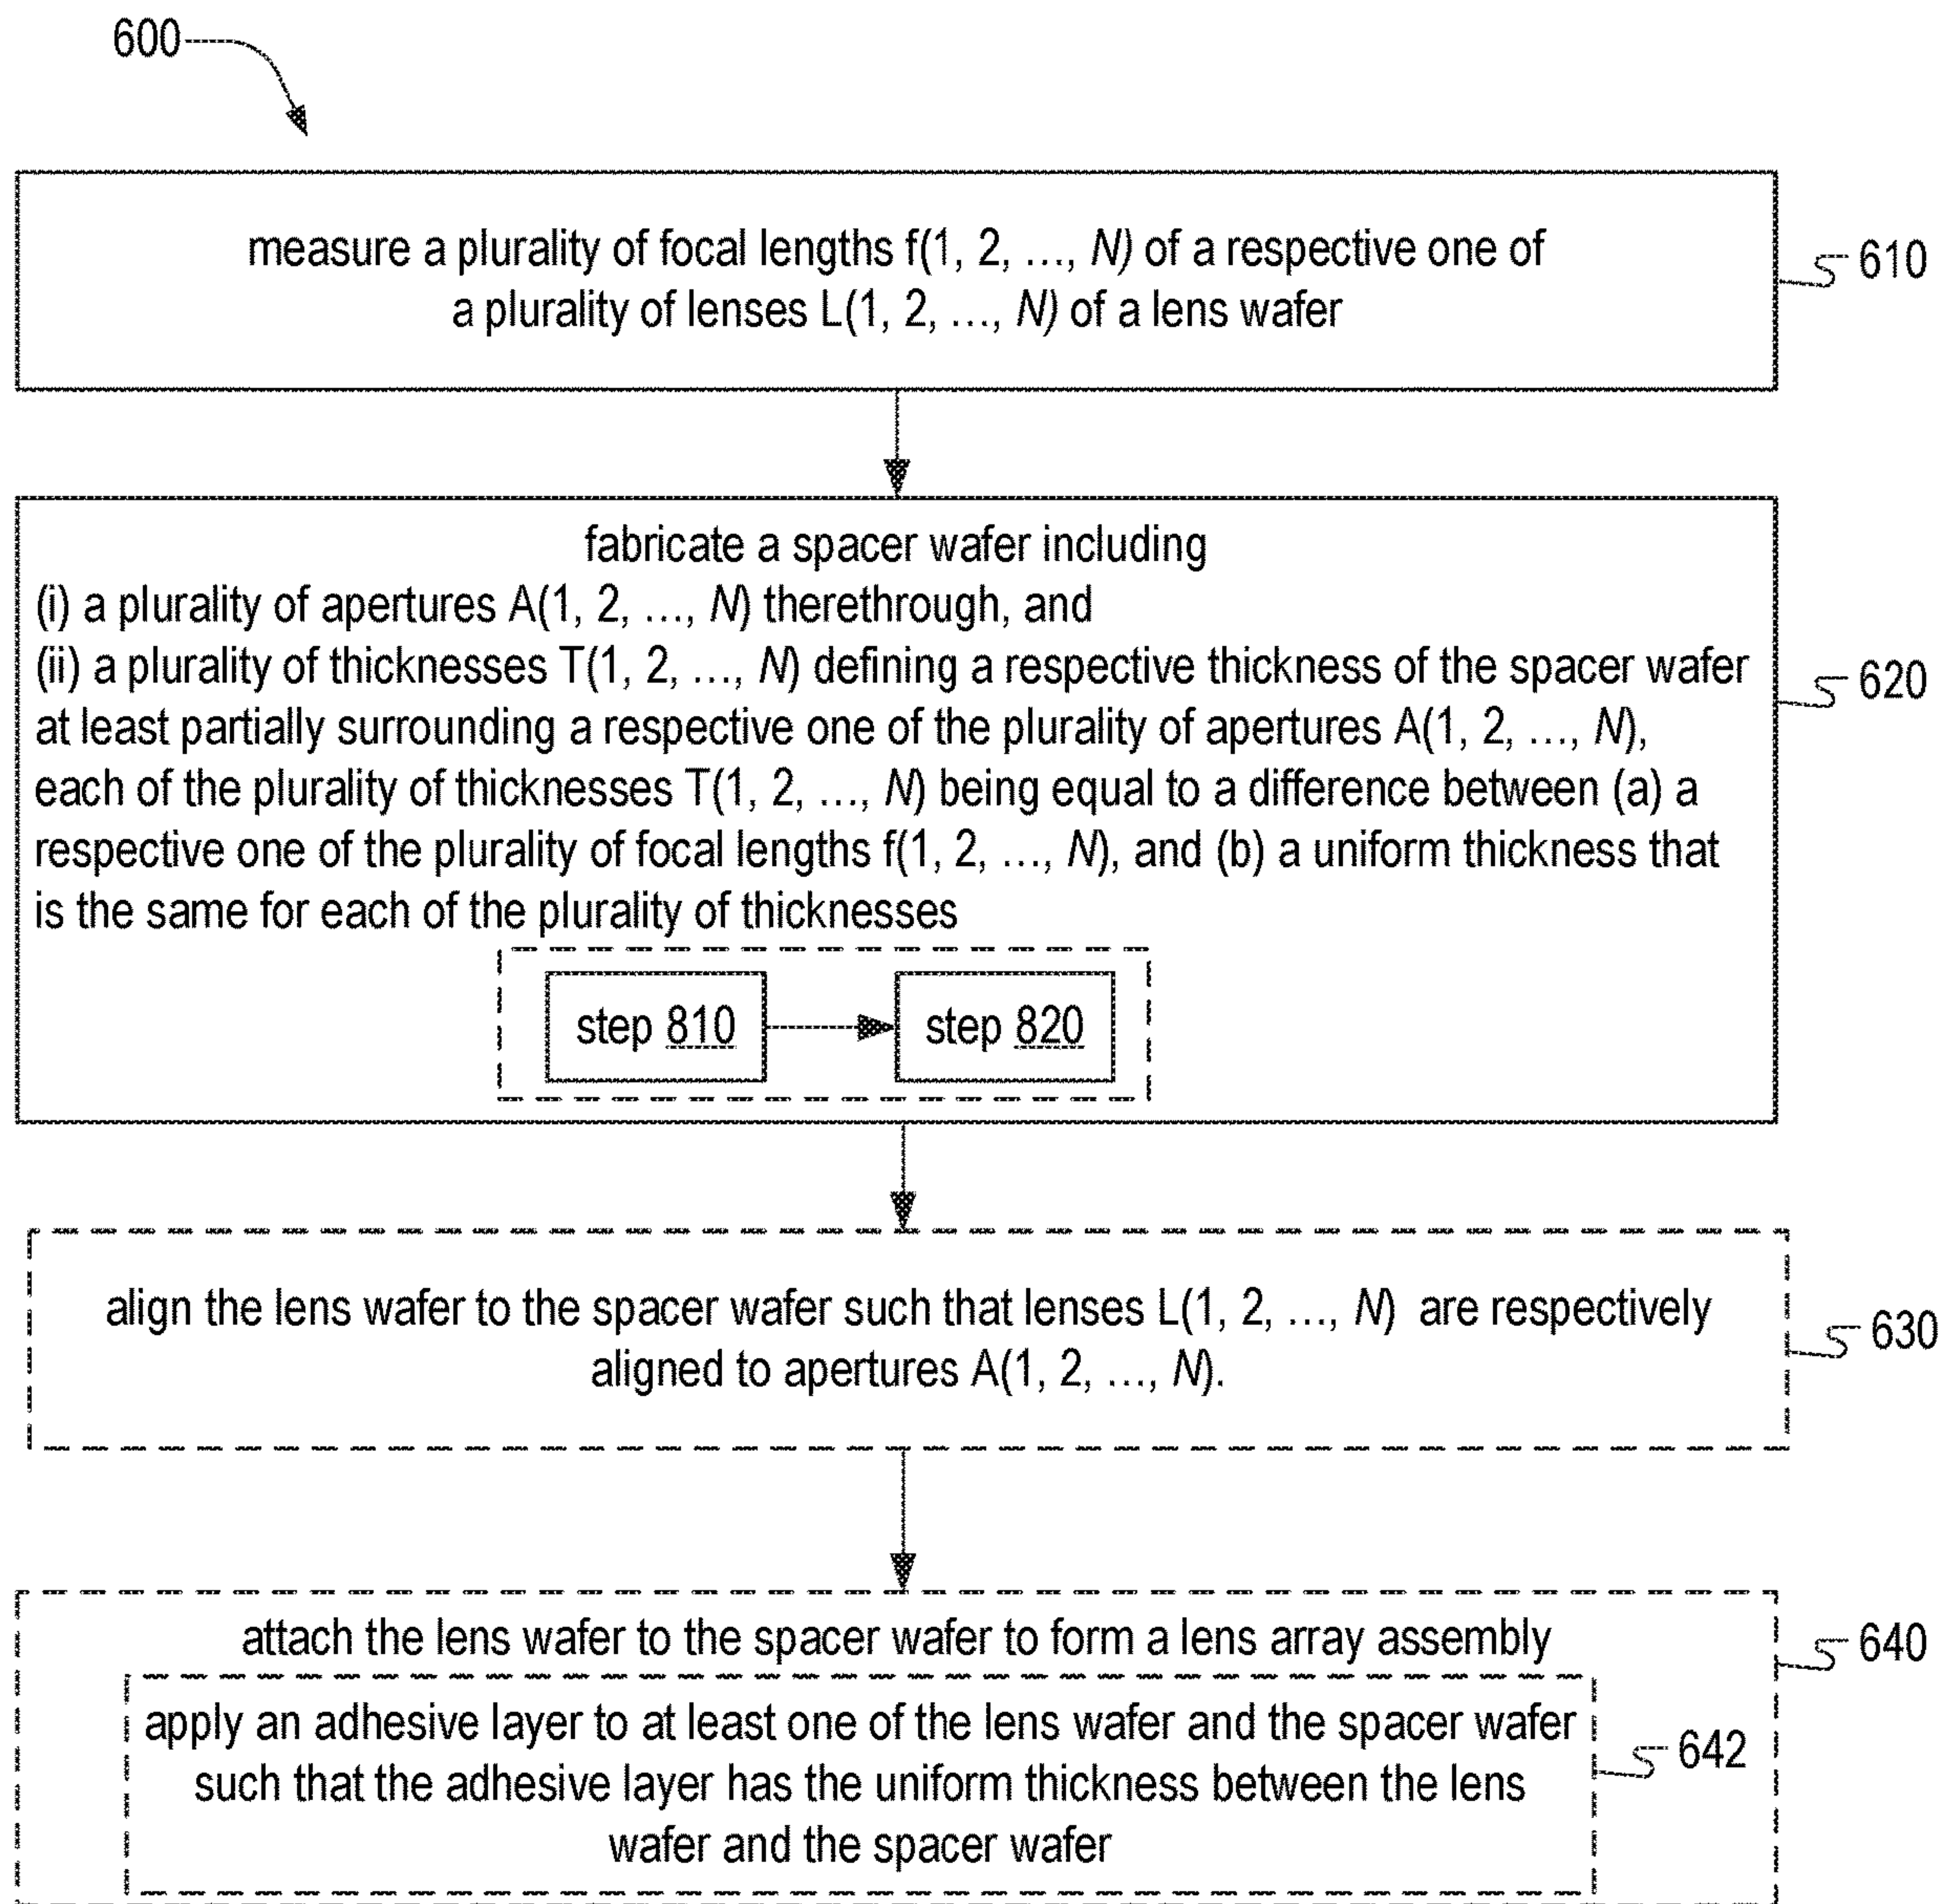 600
measure a plurality of focal lengths f(1, 2, ..., N) of a respective one of
a plurality of lenses L(1, 2, ..., N) of a lens wafer
610
fabricate a spacer wafer including
(i) a plurality of apertures A(1, 2, ..., N) therethrough, and
(ii) a plurality of thicknesses T(1, 2, ..., N) defining a respective thickness of the spacer wafer
at least partially surrounding a respective one of the plurality of apertures A(1, 2, ..., N),
each of the plurality of thicknesses T(1, 2, ..., N) being equal to a difference between (a) a
respective one of the plurality of focal lengths f(1, 2, ..., N), and (b) a uniform thickness that
is the same for each of the plurality of thicknesses
620
step 810
step 820
align the lens wafer to the spacer wafer such that lenses L(1, 2, ..., N) are respectively
aligned to apertures A(1, 2, ..., N).
630
attach the lens wafer to the spacer wafer to form a lens array assembly
640
apply an adhesive layer to at least one of the lens wafer and the spacer wafer
such that the adhesive layer has the uniform thickness between the lens
wafer and the spacer wafer
642